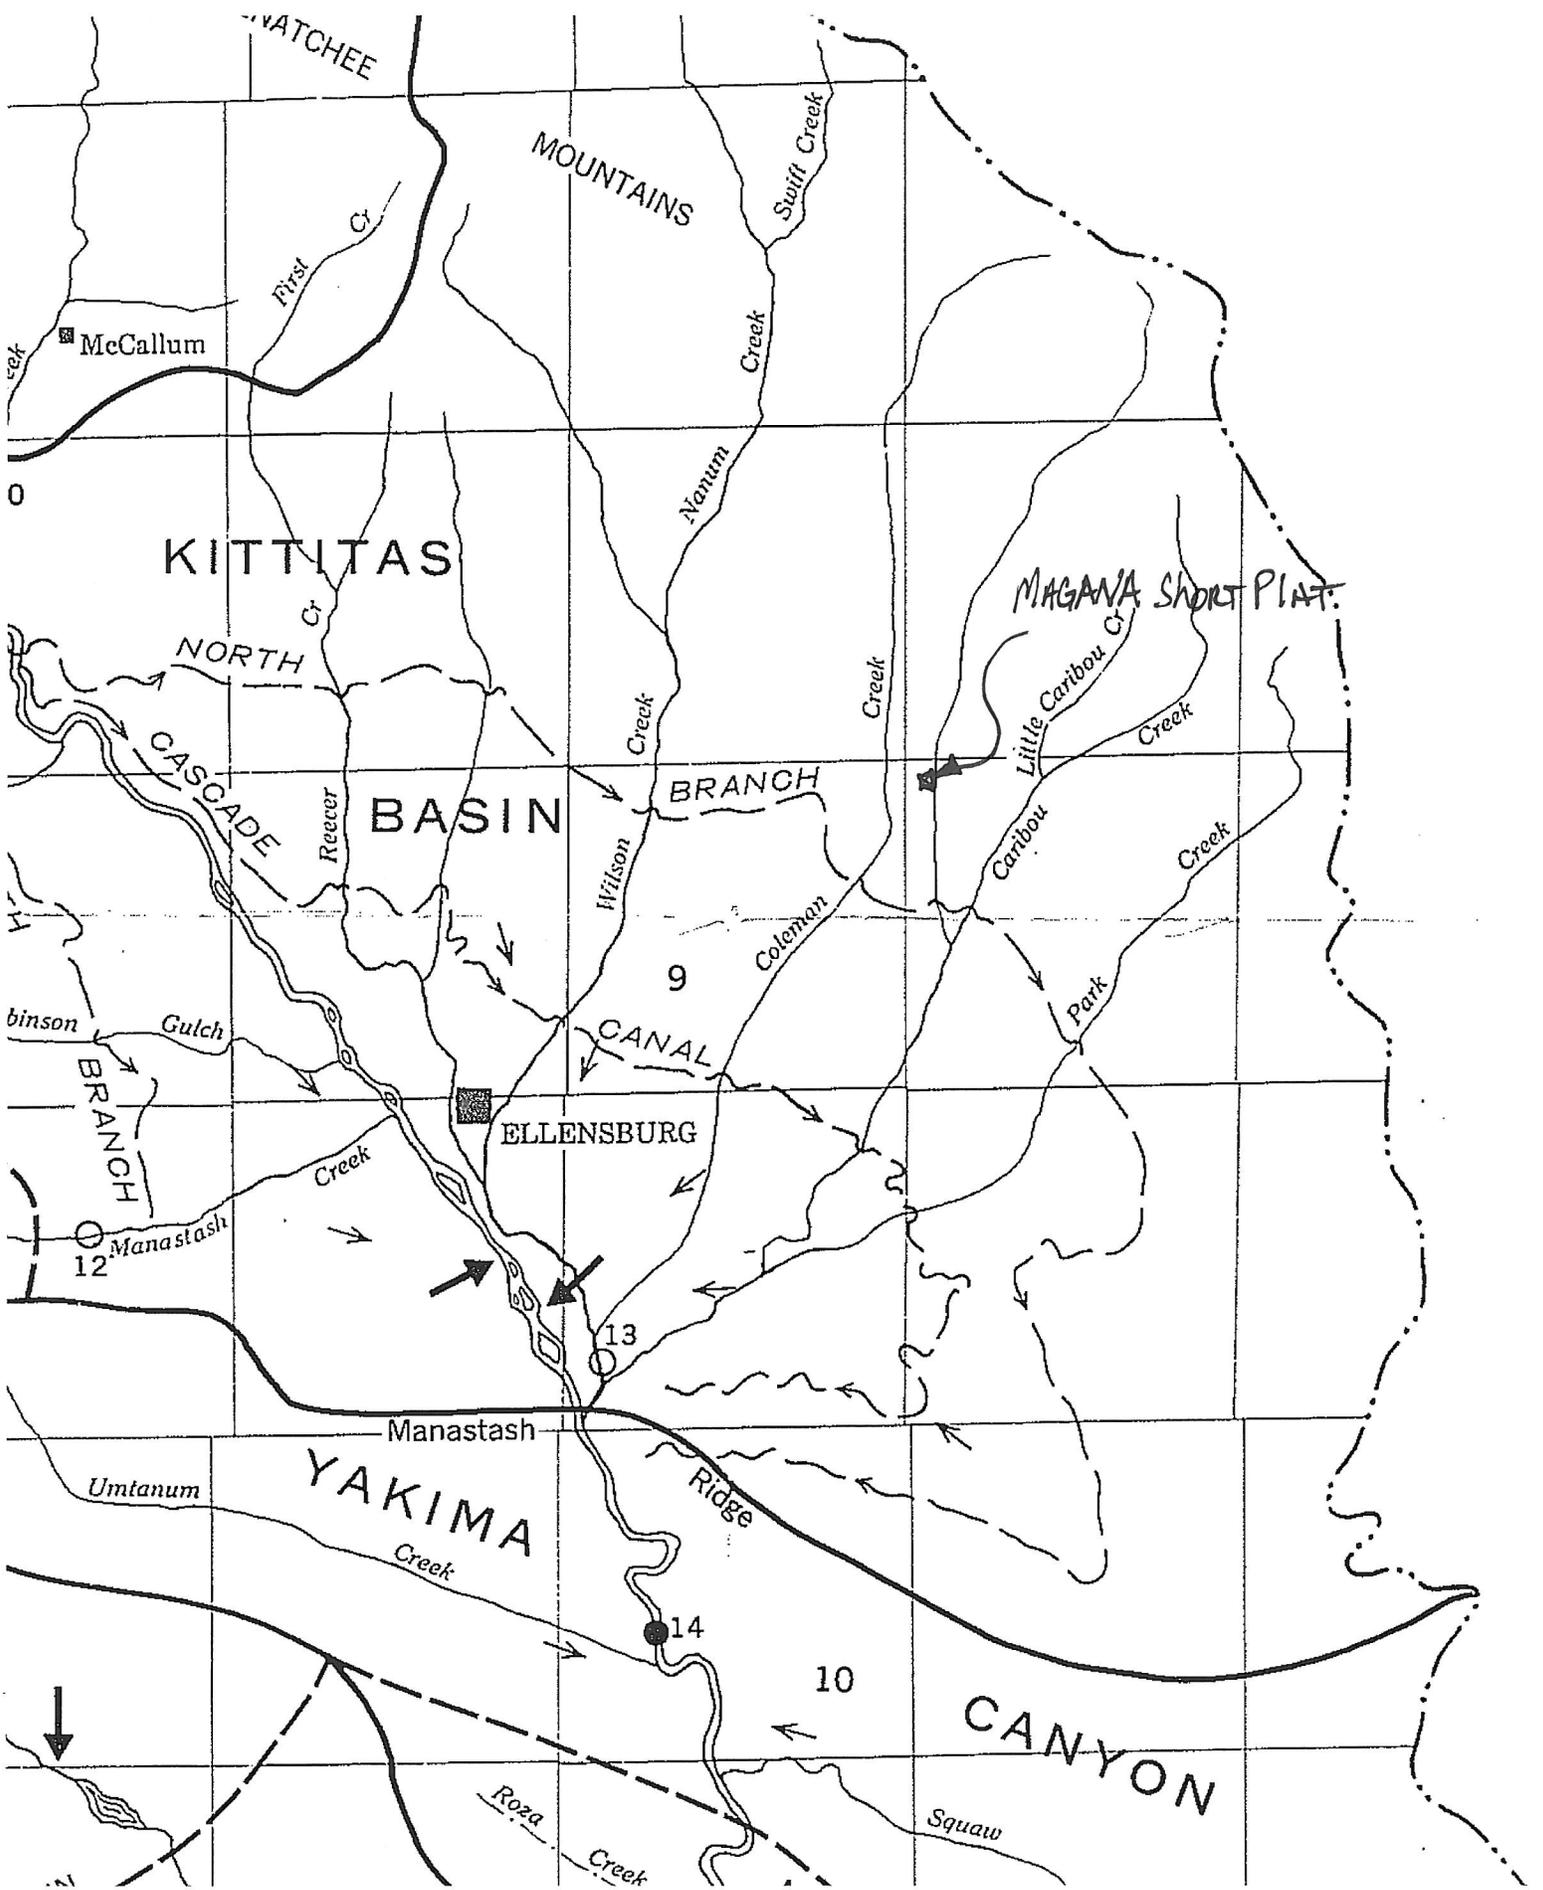 NATCHEE
MOUNTAINS
Swift Creek
First Cr
McCallum
Creek
eek
Nanum
0
KITTITAS
MAGANA SHORT PLAT
Cr
NORTH
Creek
Creek
Little Caribou Cr
Creek
CASCADE
BRANCH
BASIN
Reecer
Wilson
Caribou
Creek
H
Coleman
9
Park
binson Gulch
CANAL
BRANCH
ELLENSBURG
Creek
Manastash
12
13
Manastash
Ridge
Umtanum
YAKIMA
Creek
14
10
CANYON
Roza
Creek
Squaw